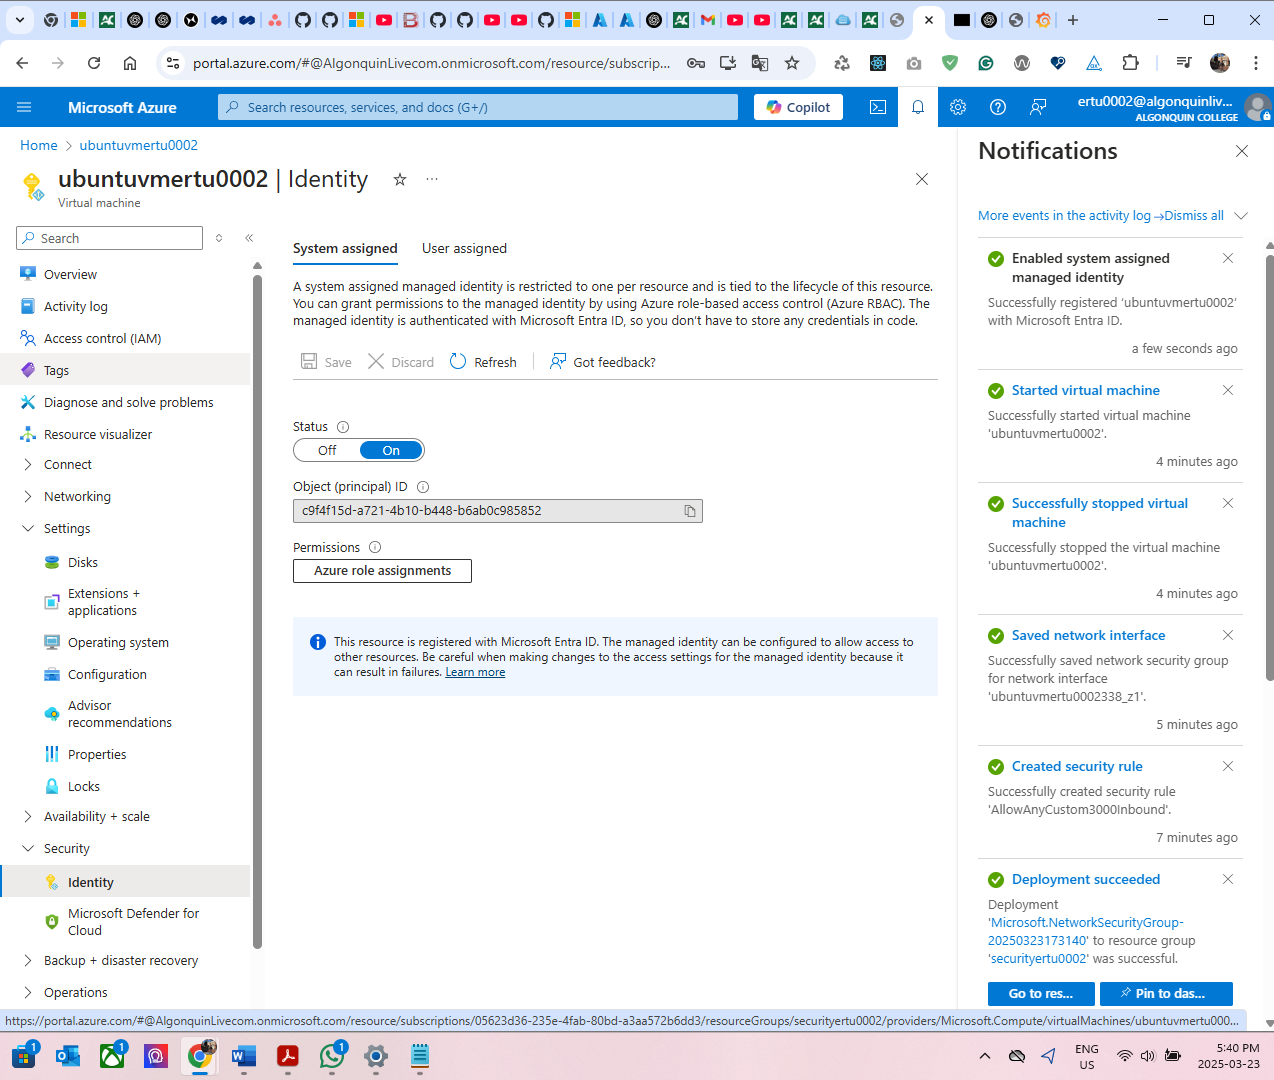 portal.azure.com/#@AlgonquinLivecom.onmicrosoft.com/resource/subscrip...
Microsoft Azure
Search resources, services, and docs (G+/)
Copilot
ertu0002@algonquinliv...
ALGONQUIN COLLEGE
Home > ubuntuvmertu0002
ubuntuvmertu0002 | Identity
Virtual machine
Search
Overview
Activity log
Access control (IAM)
Tags
Diagnose and solve problems
Resource visualizer
Connect
Networking
Settings
Disks
Extensions +
applications
Operating system
Configuration
Advisor
recommendations
Properties
Locks
Availability + scale
Security
Identity
Microsoft Defender for
Cloud
Backup + disaster recovery
Operations
System assigned User assigned
A system assigned managed identity is restricted to one per resource and is tied to the lifecycle of this resource.
You can grant permissions to the managed identity by using Azure role-based access control (Azure RBAC). The
managed identity is authenticated with Microsoft Entra ID, so you don't have to store any credentials in code.
Save Discard Refresh Got feedback?
Status
Off On
Object (principal) ID
c9f4f15d-a721-4b10-b448-b6ab0c985852
Permissions
Azure role assignments
This resource is registered with Microsoft Entra ID. The managed identity can be configured to allow access to
other resources. Be careful when making changes to the access settings for the managed identity because it
can result in failures. Learn more
Notifications
More events in the activity log → Dismiss all
Enabled system assigned
managed identity
Successfully registered 'ubuntuvmertu0002'
with Microsoft Entra ID.
a few seconds ago
Started virtual machine
Successfully started virtual machine
'ubuntuvmertu0002'.
4 minutes ago
Successfully stopped virtual
machine
Successfully stopped the virtual machine
'ubuntuvmertu0002'.
4 minutes ago
Saved network interface
Successfully saved network security group
for network interface
'ubuntuvmertu0002338_z1'.
5 minutes ago
Created security rule
Successfully created security rule
'AllowAnyCustom3000Inbound'.
7 minutes ago
Deployment succeeded
Deployment
'Microsoft.NetworkSecurityGroup-
20250323173140' to resource group
'securityertu0002' was successful.
Go to res... Pin to das...
https://portal.azure.com/#@AlgonquinLivecom.onmicrosoft.com/resource/subscriptions/05623d36-235e-4fab-80bd-a3aa572b6dd3/resourceGroups/securityertu0002/providers/Microsoft.Compute/virtualMachines/ubuntuvmertu000...
1
1
1
ENG
US
5:40 PM
2025-03-23